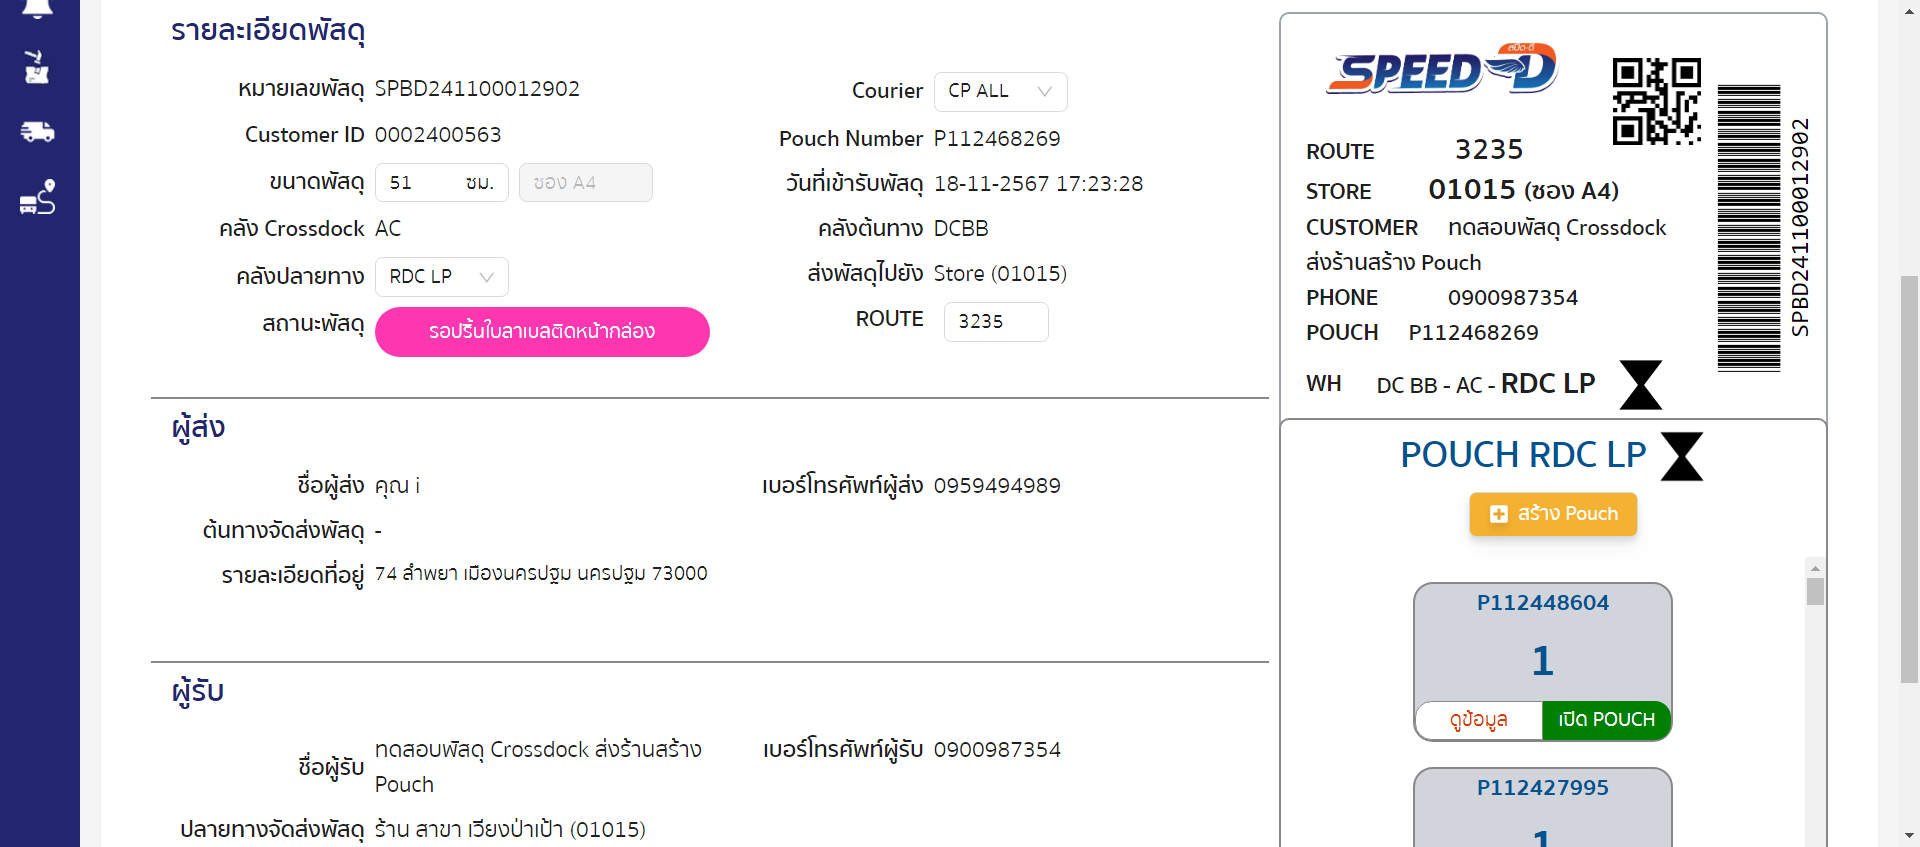 รายละเอียดพัสดุ
หมายเลขพัสดุ SPBD241100012902
Customer ID 0002400563
ขนาดพัสดุ 51 ซม. ซอง A4
คลัง Crossdock AC
คลังปลายทาง RDC LP
สถานะพัสดุ รอปริ้นใบลาเบลติดหน้ากล่อง
Courier CP ALL
Pouch Number P112468269
วันที่เข้ารับพัสดุ 18-11-2567 17:23:28
คลังต้นทาง DCBB
ส่งพัสดุไปยัง Store (01015)
ROUTE 3235
ผู้ส่ง
ชื่อผู้ส่ง คุณ i
เบอร์โทรศัพท์ผู้ส่ง 0959494989
ต้นทางจัดส่งพัสดุ -
รายละเอียดที่อยู่ 74 ลำพยา เมืองนครปฐม นครปฐม 73000
ผู้รับ
ชื่อผู้รับ ทดสอบพัสดุ Crossdock ส่งร้านสร้าง
Pouch
เบอร์โทรศัพท์ผู้รับ 0900987354
ปลายทางจัดส่งพัสดุ ร้าน สาขา เวียงป่าเป้า (01015)
สปีด-ดี
SPEED D
ROUTE 3235
STORE 01015 (ซอง A4)
CUSTOMER ทดสอบพัสดุ Crossdock
ส่งร้านสร้าง Pouch
PHONE 0900987354
POUCH P112468269
WH DC BB - AC - RDC LP
SPBD241100012902
POUCH RDC LP
สร้าง Pouch
P112448604
1
ดูข้อมูล เปิด POUCH
P112427995
1